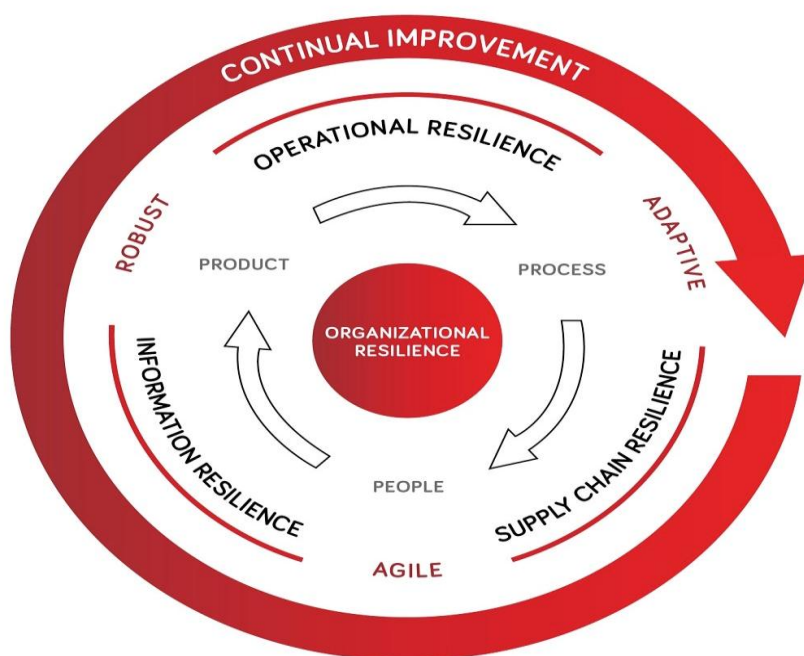 CONTINUAL IMPROVEMENT
OPERATIONAL RESILIENCE
ROBUST
ADAPTIVE
PRODUCT
PROCESS
ORGANIZATIONAL
RESILIENCE
INFORMATION RESILIENCE
SUPPLY CHAIN RESILIENCE
PEOPLE
AGILE